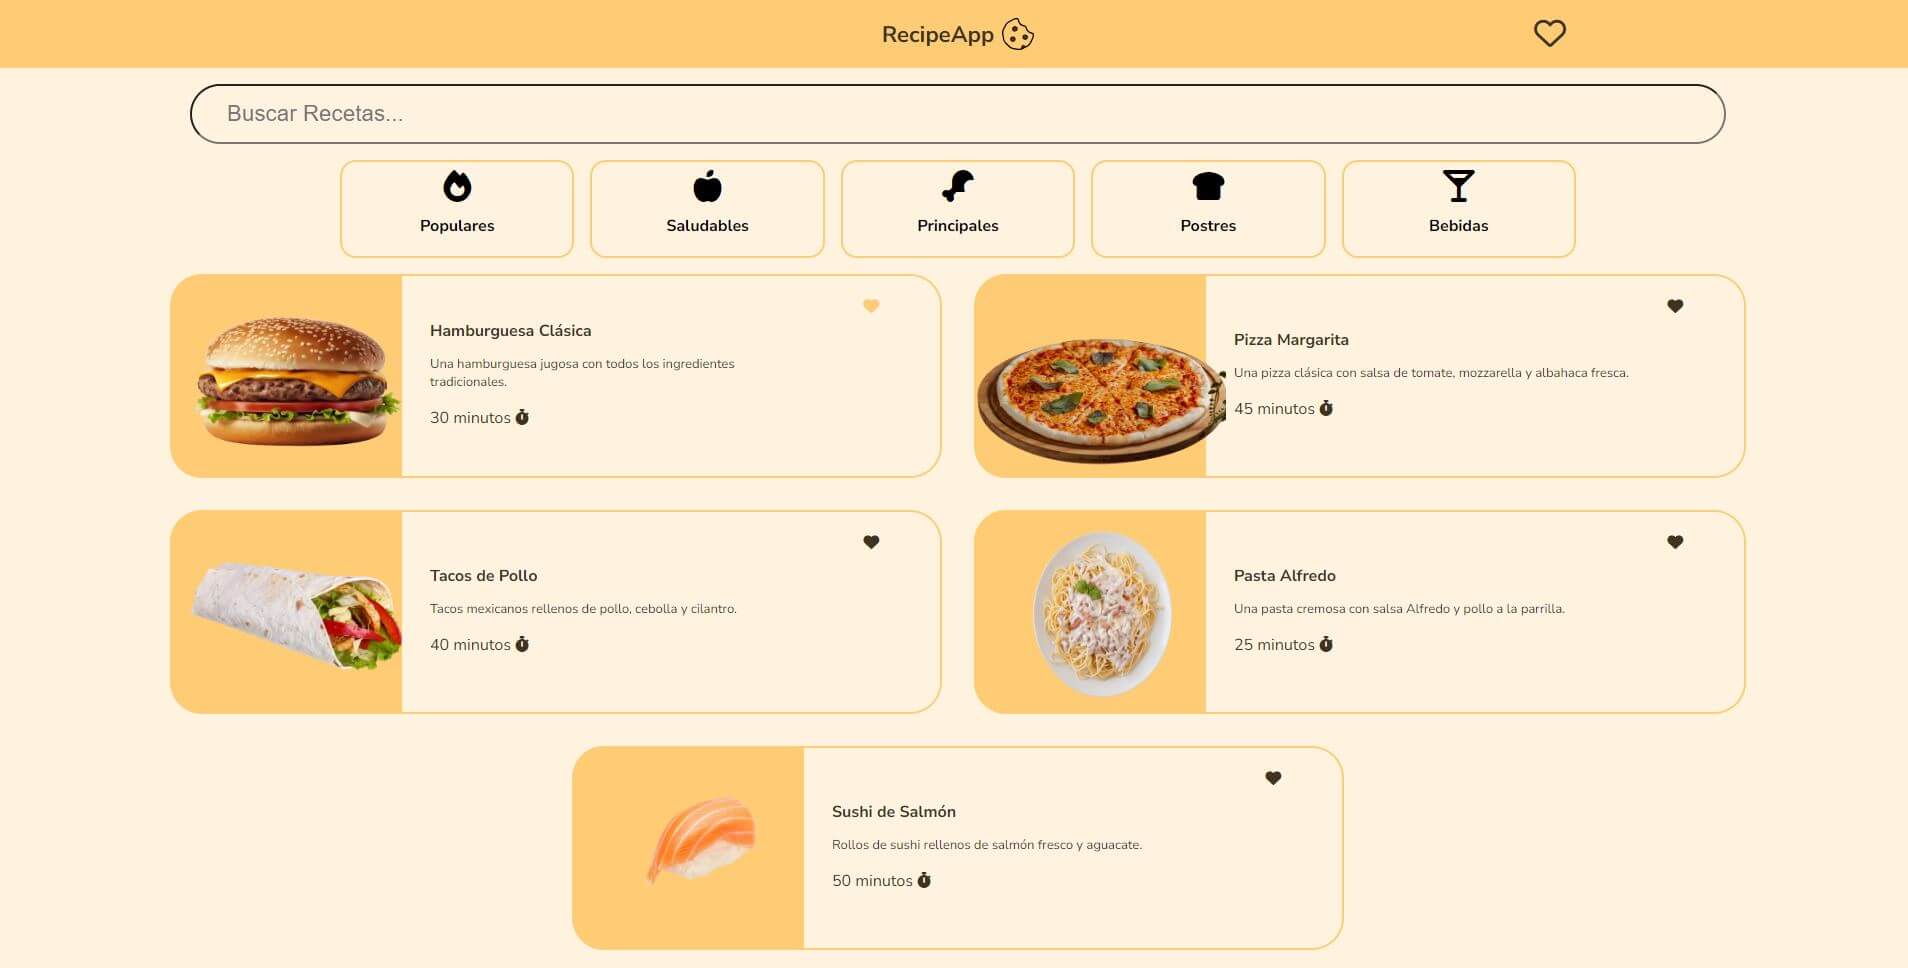 RecipeApp
Buscar Recetas...
Populares
Saludables
Principales
Postres
Bebidas
Hamburguesa Clásica
Una hamburguesa jugosa con todos los ingredientes
tradicionales.
30 minutos
Pizza Margarita
Una pizza clásica con salsa de tomate, mozzarella y albahaca fresca.
45 minutos
Tacos de Pollo
Tacos mexicanos rellenos de pollo, cebolla y cilantro.
40 minutos
Pasta Alfredo
Una pasta cremosa con salsa Alfredo y pollo a la parrilla.
25 minutos
Sushi de Salmón
Rollos de sushi rellenos de salmón fresco y aguacate.
50 minutos